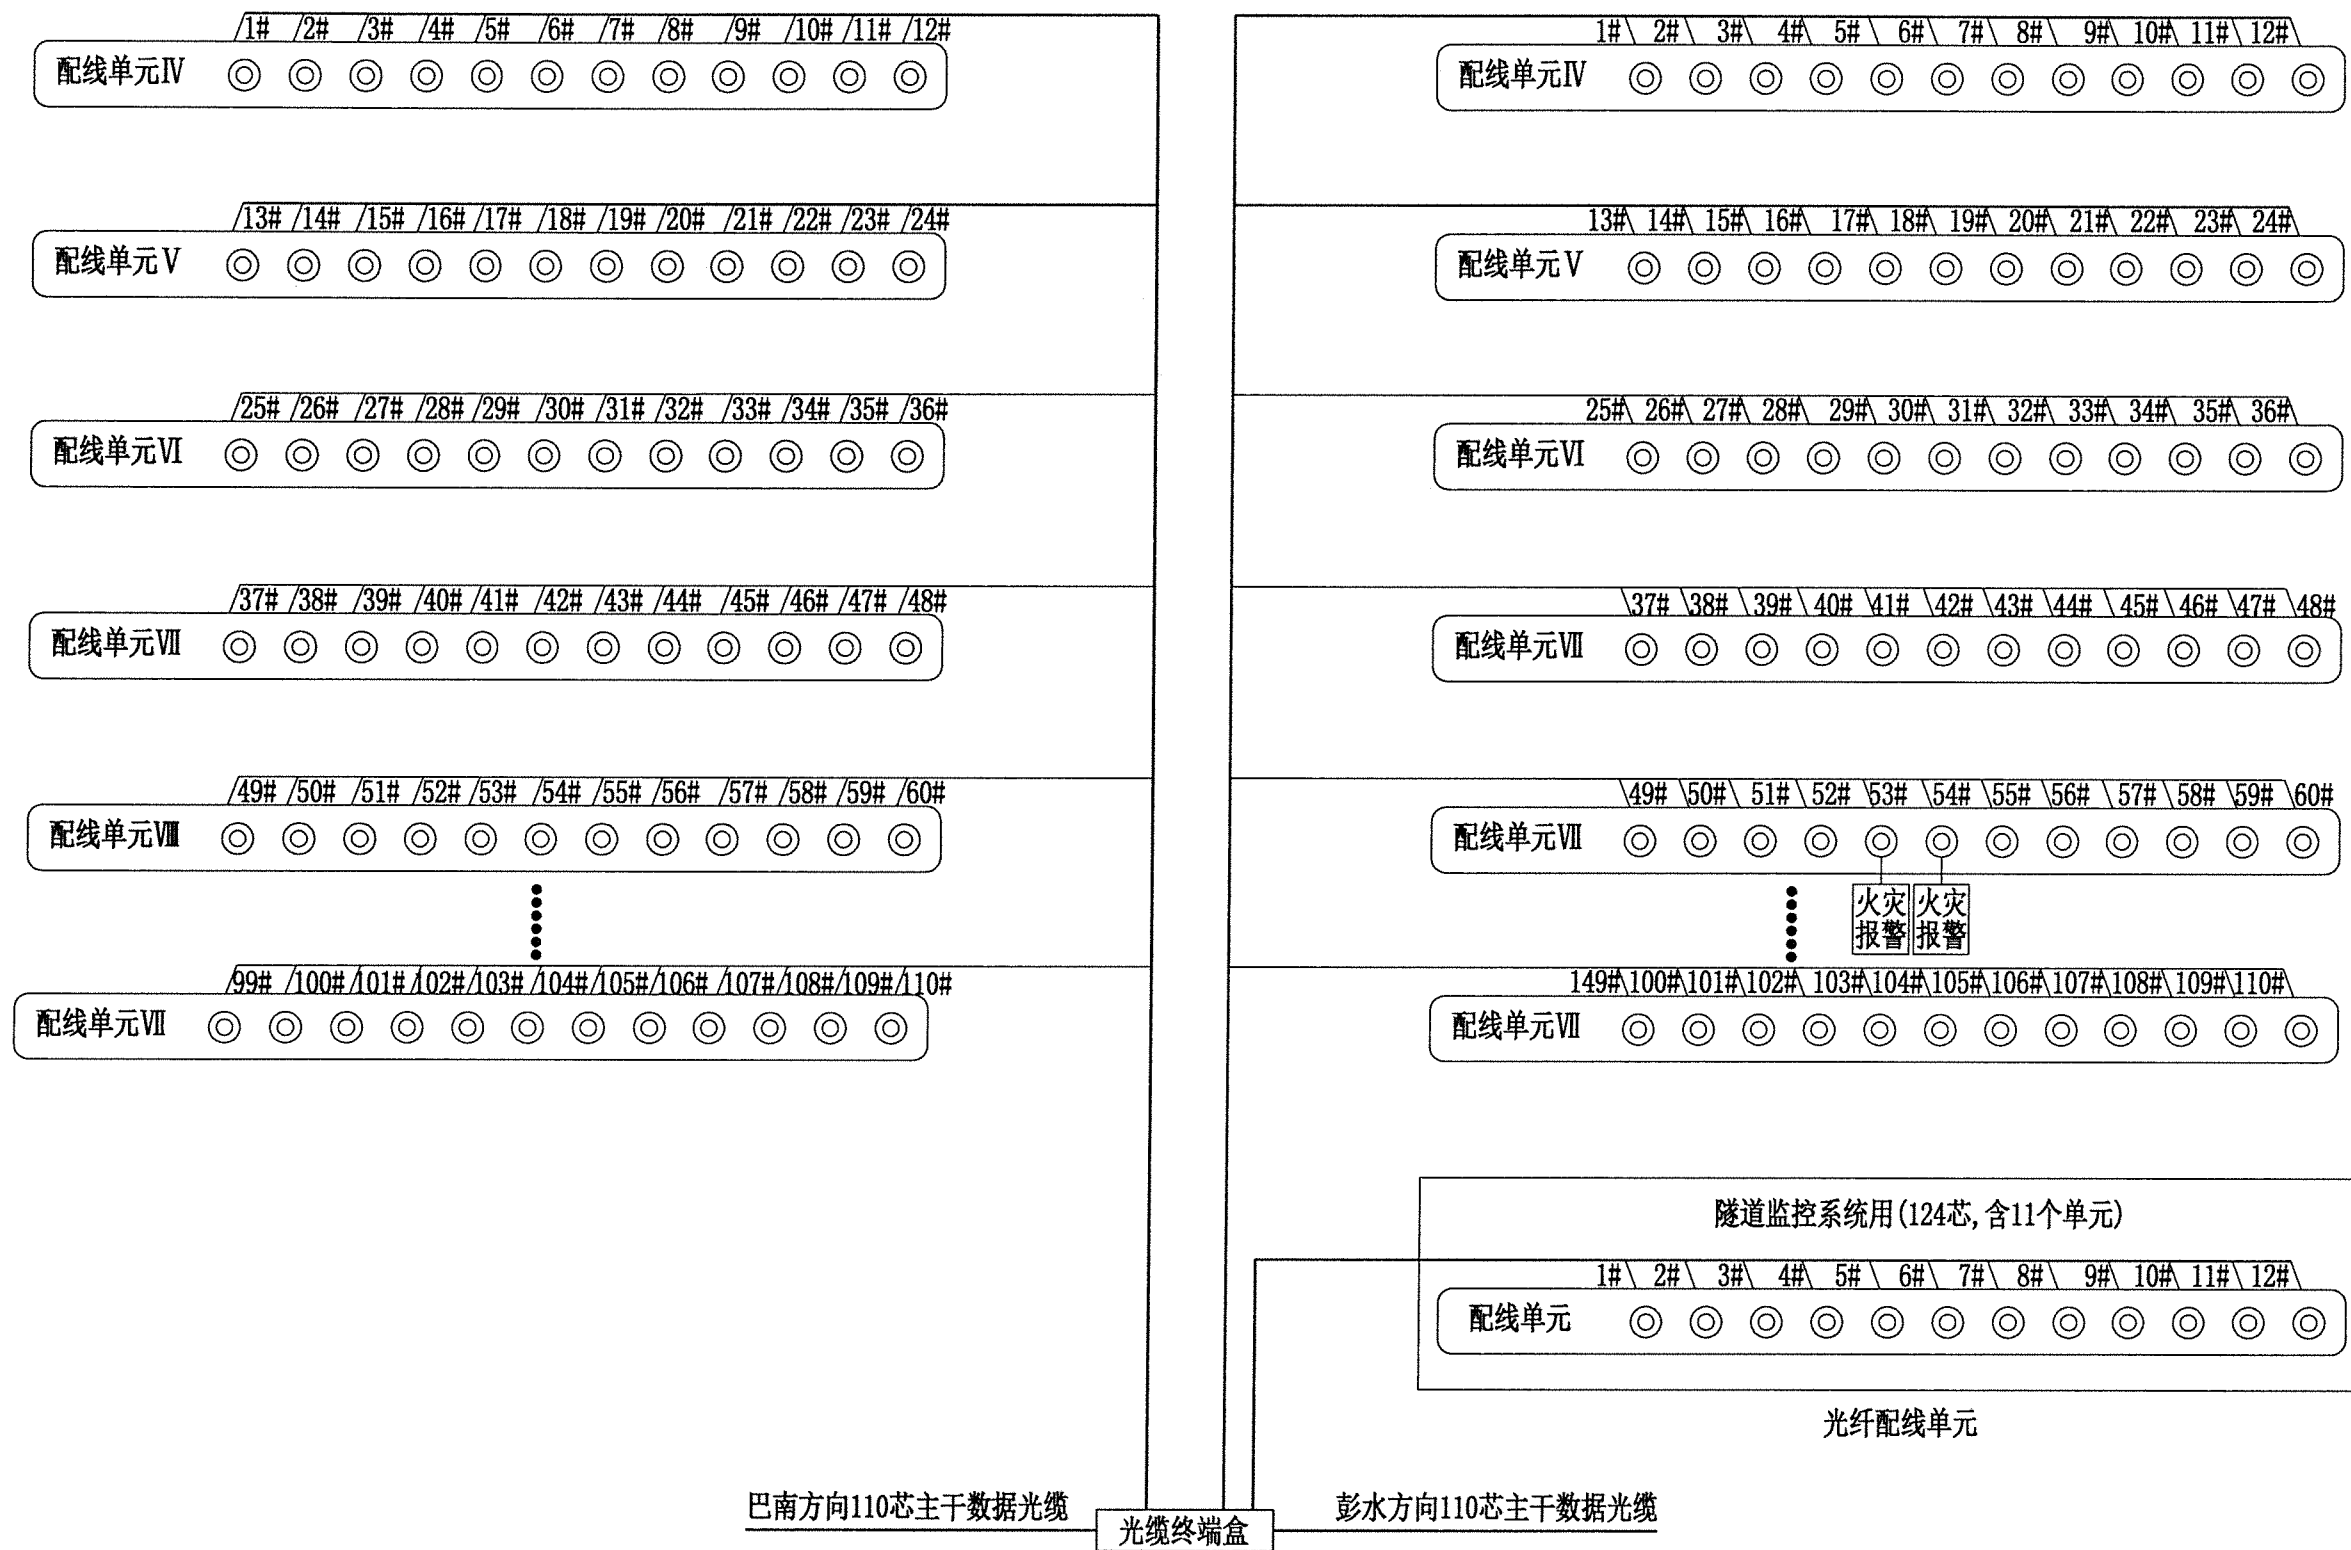 1# 2# 3# 4# 5# 6# 7# 8# 9# 10# 11# 12#
配线单元Ⅳ
13# 14# 15# 16# 17# 18# 19# 20# 21# 22# 23# 24#
配线单元Ⅴ
25# 26# 27# 28# 29# 30# 31# 32# 33# 34# 35# 36#
配线单元Ⅵ
37# 38# 39# 40# 41# 42# 43# 44# 45# 46# 47# 48#
配线单元Ⅶ
49# 50# 51# 52# 53# 54# 55# 56# 57# 58# 59# 60#
配线单元Ⅷ
99# 100# 101# 102# 103# 104# 105# 106# 107# 108# 109# 110#
配线单元Ⅶ
1# 2# 3# 4# 5# 6# 7# 8# 9# 10# 11# 12#
配线单元Ⅳ
13# 14# 15# 16# 17# 18# 19# 20# 21# 22# 23# 24#
配线单元Ⅴ
25# 26# 27# 28# 29# 30# 31# 32# 33# 34# 35# 36#
配线单元Ⅵ
37# 38# 39# 40# 41# 42# 43# 44# 45# 46# 47# 48#
配线单元Ⅶ
49# 50# 51# 52# 53# 54# 55# 56# 57# 58# 59# 60#
配线单元Ⅶ
火灾
报警
火灾
报警
149# 100# 101# 102# 103# 104# 105# 106# 107# 108# 109# 110#
配线单元Ⅶ
隧道监控系统用(124芯,含11个单元)
1# 2# 3# 4# 5# 6# 7# 8# 9# 10# 11# 12#
配线单元
光纤配线单元
巴南方向110芯主干数据光缆
光缆终端盒
彭水方向110芯主干数据光缆